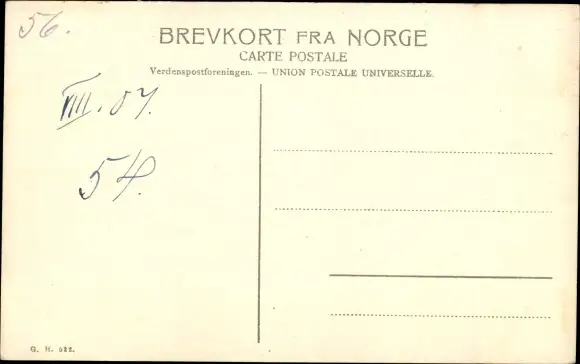 56.
BREVKORT FRA NORGE
CARTE POSTALE
Verdenspostforeningen. — UNION POSTALE UNIVERSELLE.
VIII. 07.
54.
G. H. 522.